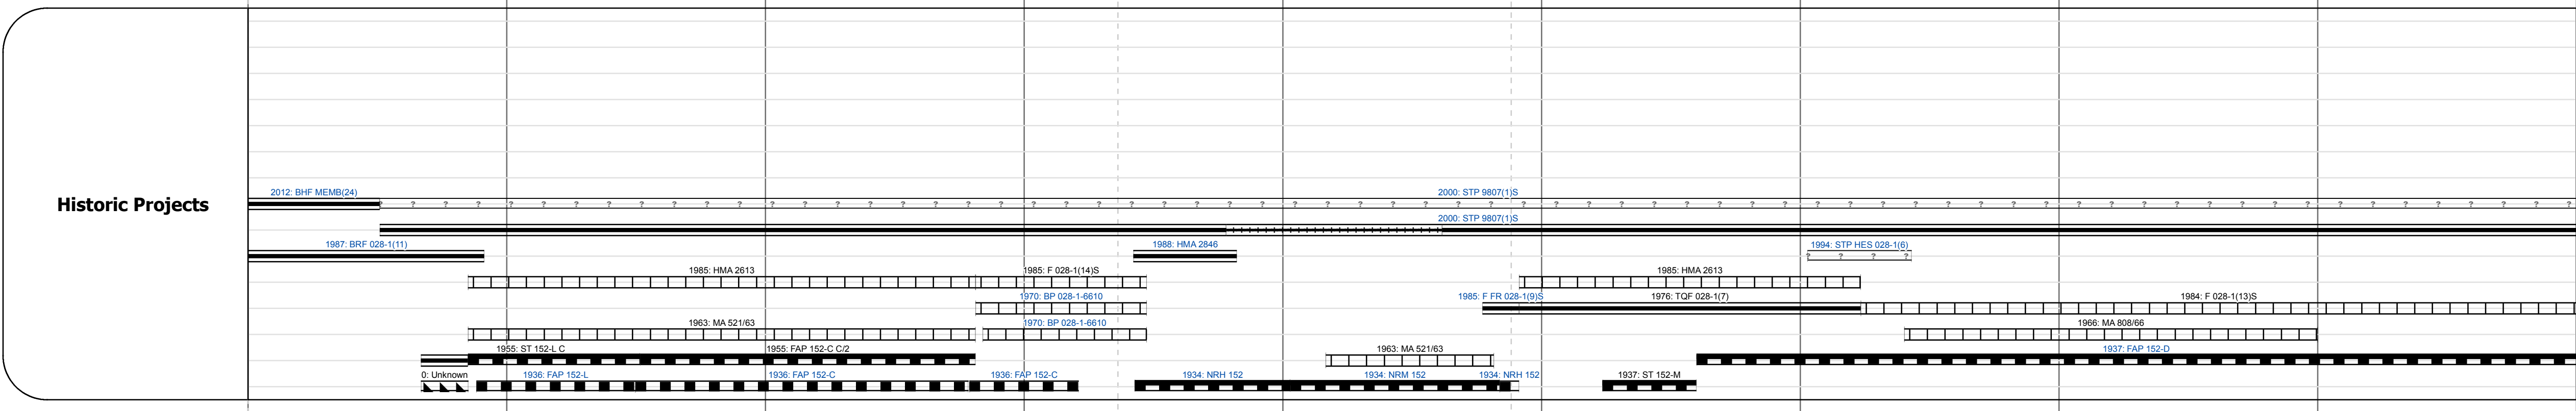 Historic Projects
2012: BHF MEMB(24) 2000: STP 9807(1)S
? ? ? ? ? ? ? ? ? ? ? ? ? ? ? ? ? ? ? ? ? ? ? ? ? ? ? ? ? ? ? ? ? ? ? ? ? ? ? ? ? ? ? ? ? ? ? ? ? ? ? ? ? ? ? ? ? ? ? ? ? ? ? ? ? ? ?
2000: STP 9807(1)S
1987: BRF 028-1(11) 1988: HMA 2846 1994: STP HES 028-1(6)
? ? ? ?
1985: HMA 2613 1985: F 028-1(14)S 1985: HMA 2613
1970: BP 028-1-6610 1985: F FR 028-1(9)S 1976: TQF 028-1(7) 1984: F 028-1(13)S
1963: MA 521/63 1970: BP 028-1-6610 1966: MA 808/66
1955: ST 152-L C 1955: FAP 152-C C/2 1963: MA 521/63 1937: FAP 152-D
0: Unknown 1936: FAP 152-L 1936: FAP 152-C 1936: FAP 152-C 1934: NRH 152 1934: NRM 152 1934: NRH 152 1937: ST 152-M